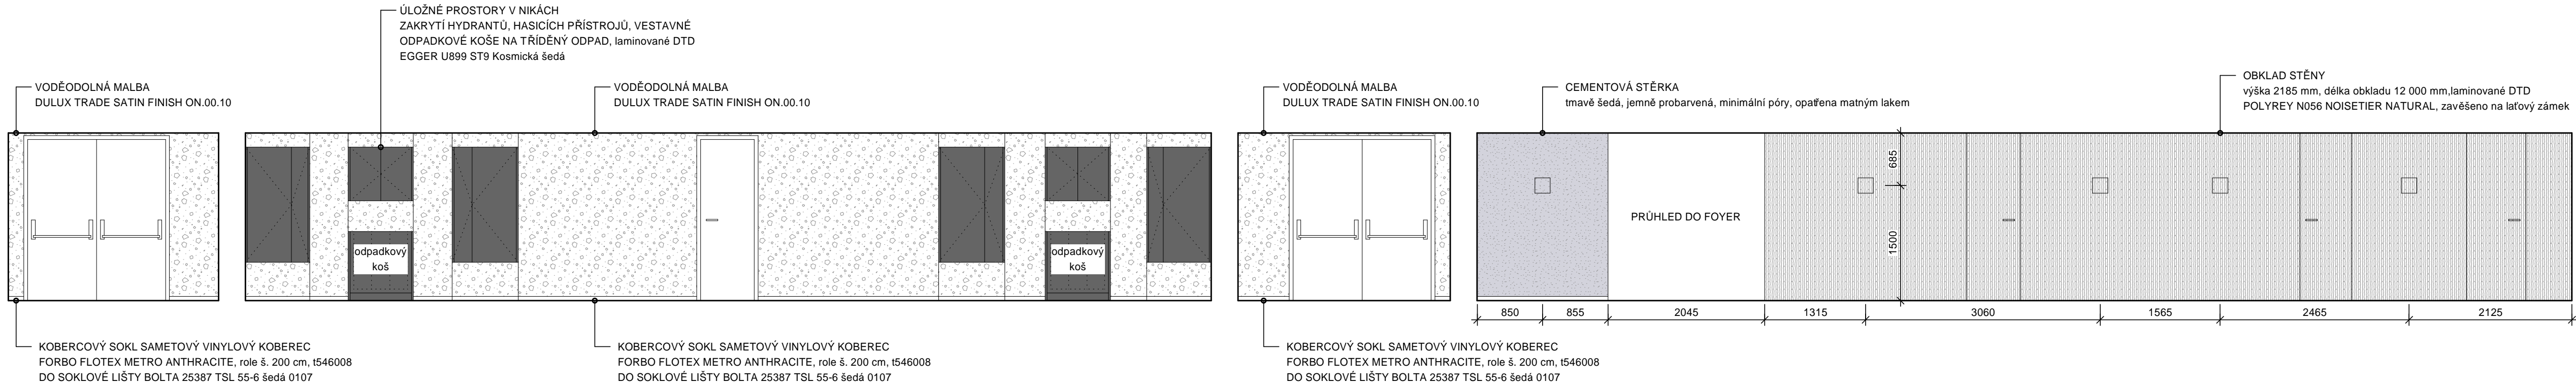 ÚLOŽNÉ PROSTORY V NIKÁCH
ZAKRYTÍ HYDRANTŮ, HASICÍCH PŘÍSTROJŮ, VESTAVNÉ
ODPADKOVÉ KOŠE NA TŘÍDĚNÝ ODPAD, laminované DTD
EGGER U899 ST9 Kosmická šedá
VODĚODOLNÁ MALBA
DULUX TRADE SATIN FINISH ON.00.10
VODĚODOLNÁ MALBA
DULUX TRADE SATIN FINISH ON.00.10
VODĚODOLNÁ MALBA
DULUX TRADE SATIN FINISH ON.00.10
CEMENTOVÁ STĚRKA
tmavě šedá, jemně probarvená, minimální póry, opatřena matným lakem
OBKLAD STĚNY
výška 2185 mm, délka obkladu 12 000 mm,laminované DTD
POLYREY N056 NOISETIER NATURAL, zavěšeno na laťový zámek
odpadkový
koš
odpadkový
koš
PRŮHLED DO FOYER
685
1500
850
855
2045
1315
3060
1565
2465
2125
KOBERCOVÝ SOKL SAMETOVÝ VINYLOVÝ KOBEREC
FORBO FLOTEX METRO ANTHRACITE, role š. 200 cm, t546008
DO SOKLOVÉ LIŠTY BOLTA 25387 TSL 55-6 šedá 0107
KOBERCOVÝ SOKL SAMETOVÝ VINYLOVÝ KOBEREC
FORBO FLOTEX METRO ANTHRACITE, role š. 200 cm, t546008
DO SOKLOVÉ LIŠTY BOLTA 25387 TSL 55-6 šedá 0107
KOBERCOVÝ SOKL SAMETOVÝ VINYLOVÝ KOBEREC
FORBO FLOTEX METRO ANTHRACITE, role š. 200 cm, t546008
DO SOKLOVÉ LIŠTY BOLTA 25387 TSL 55-6 šedá 0107